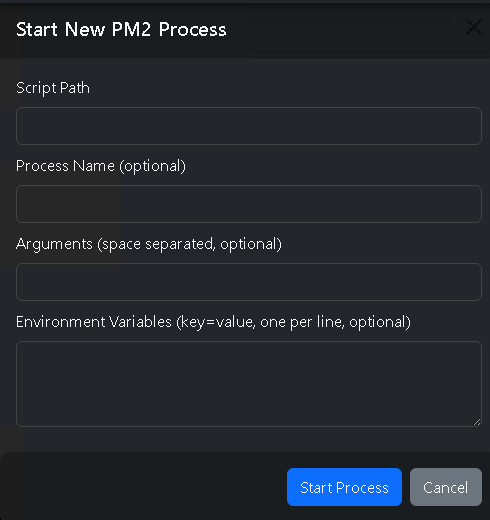 Start New PM2 Process
Script Path
Process Name (optional)
Arguments (space separated, optional)
Environment Variables (key=value, one per line, optional)
Start Process
Cancel